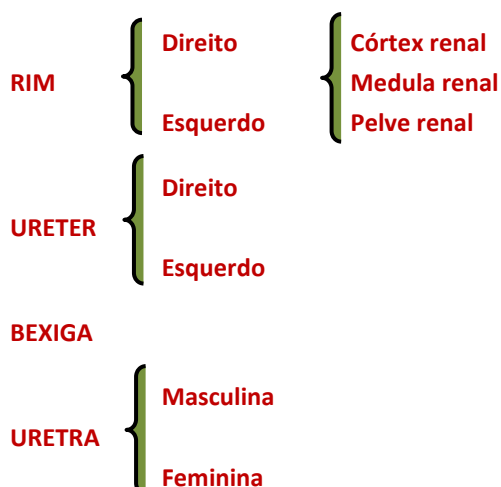 Direito
Córtex renal
RIM
Medula renal
Esquerdo
Pelve renal
Direito
URETER
Esquerdo
BEXIGA
Masculina
URETRA
Feminina